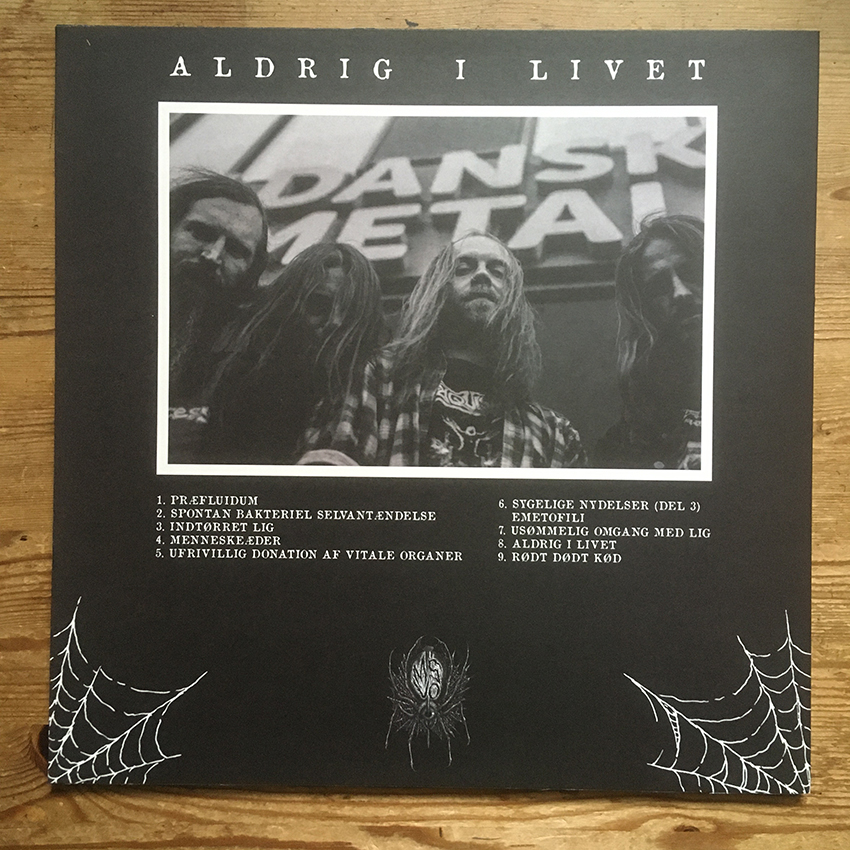 ALDRIG I LIVET
DANSK
METAL
1. PRÆFLUIDUM
2. SPONTAN BAKTERIEL SELVANTÆNDELSE
3. INDTØRRET LIG
4. MENNESKEÆDER
5. UFRIVILLIG DONATION AF VITALE ORGANER
6. SYGELIGE NYDELSER (DEL 3)
EMETOFILI
7. USØMMELIG OMGANG MED LIG
8. ALDRIG I LIVET
9. RØDT DØDT KØD